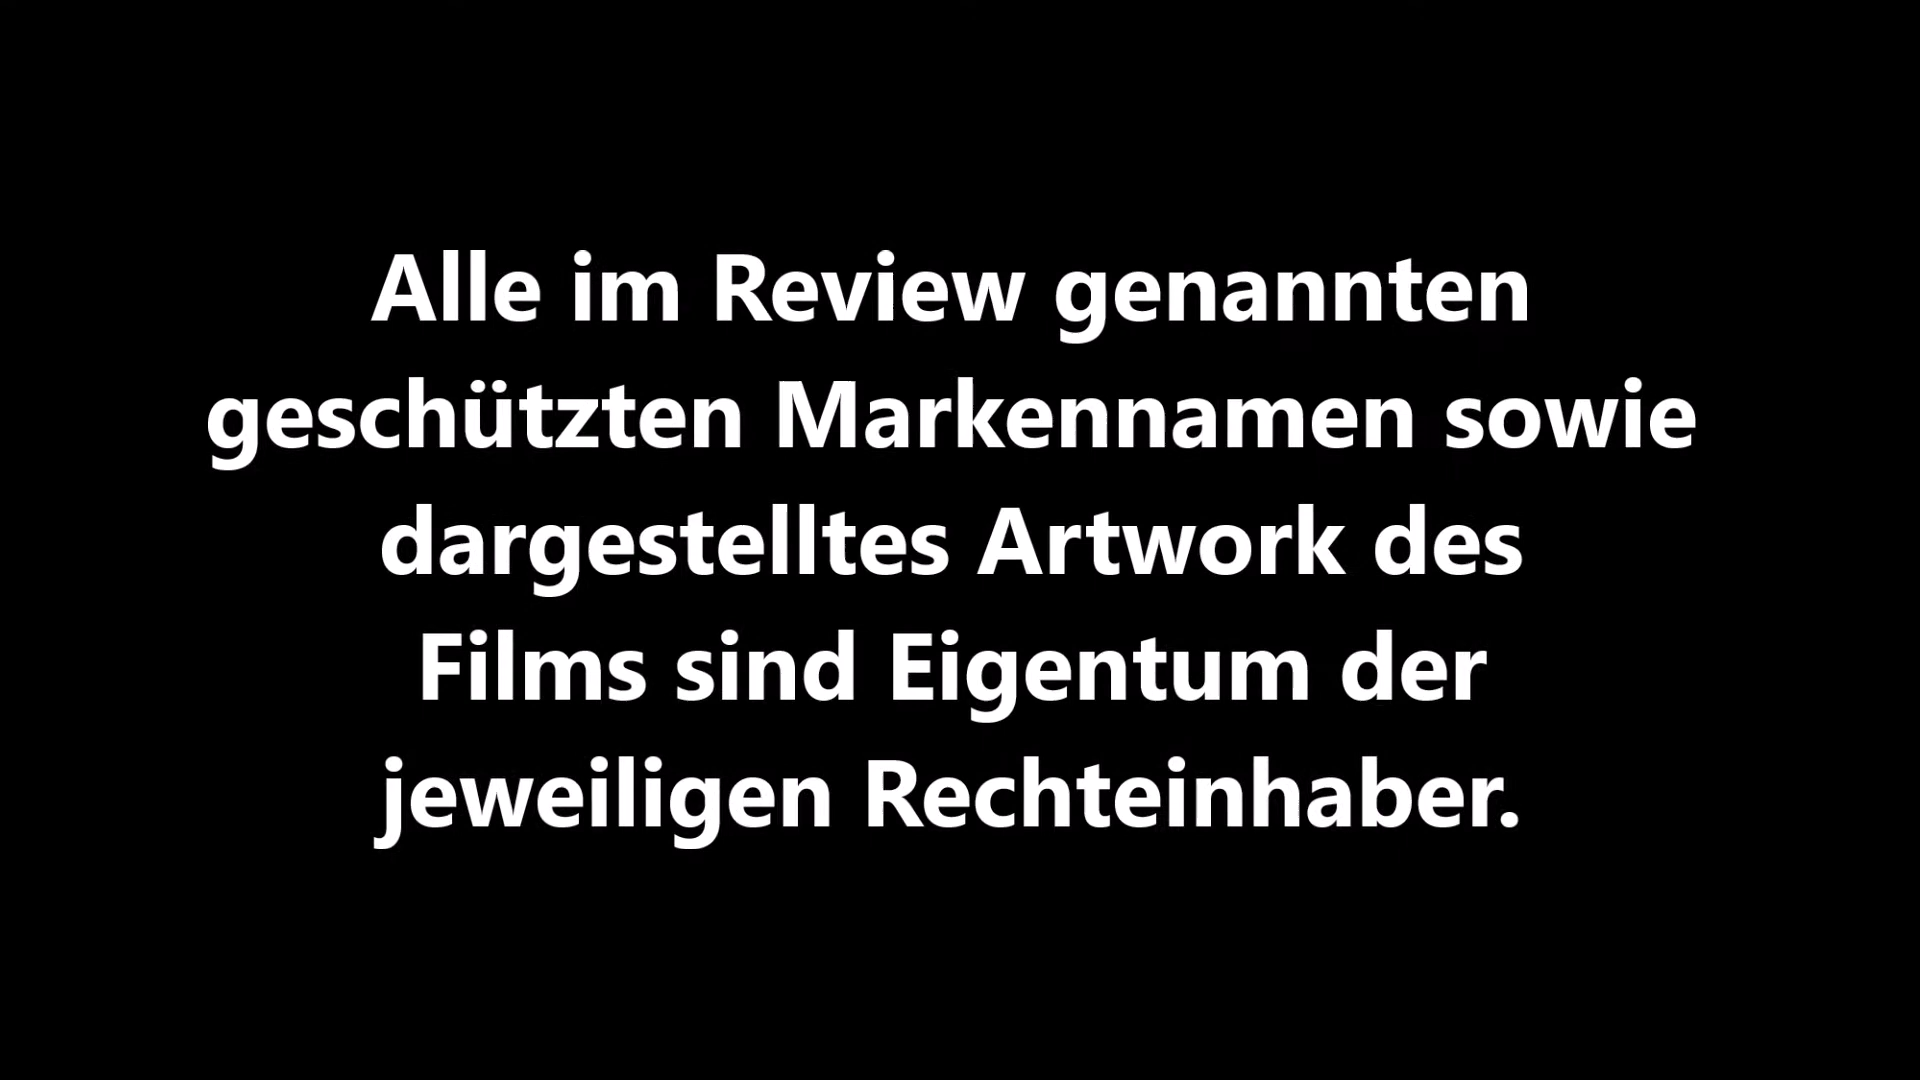 Alle im Review genannten
geschützten Markennamen sowie
dargestelltes Artwork des
Films sind Eigentum der
jeweiligen Rechteinhaber.